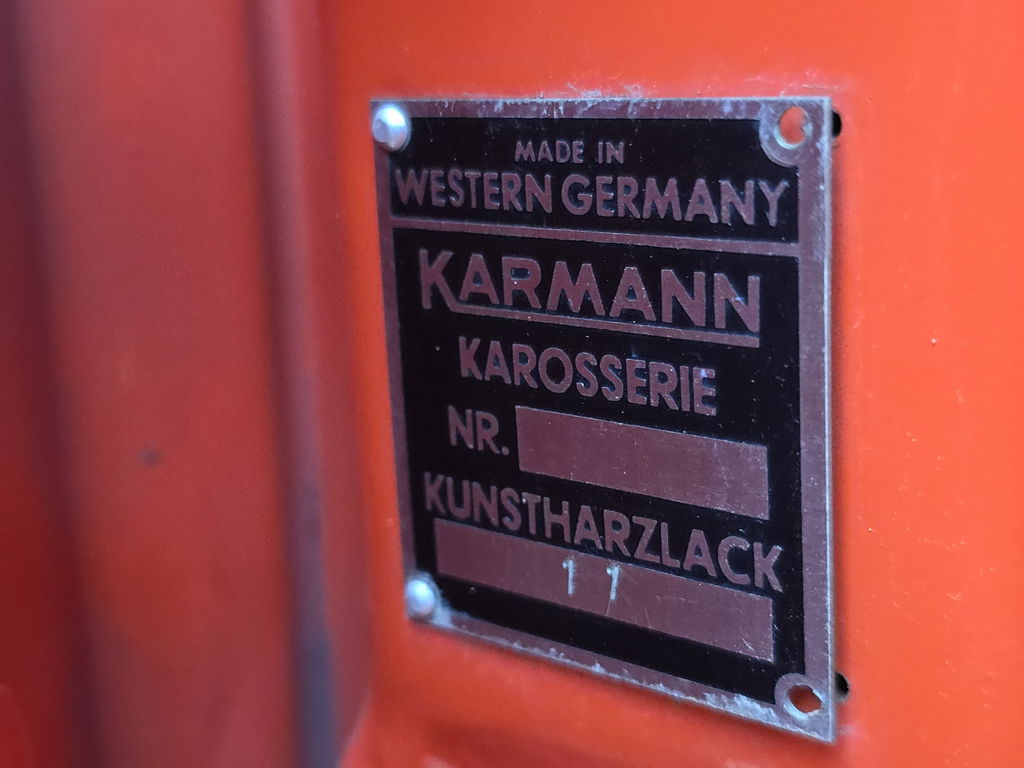 MADE IN
WESTERN GERMANY
KARMANN
KAROSSERIE
NR.
KUNSTHARZLACK
11